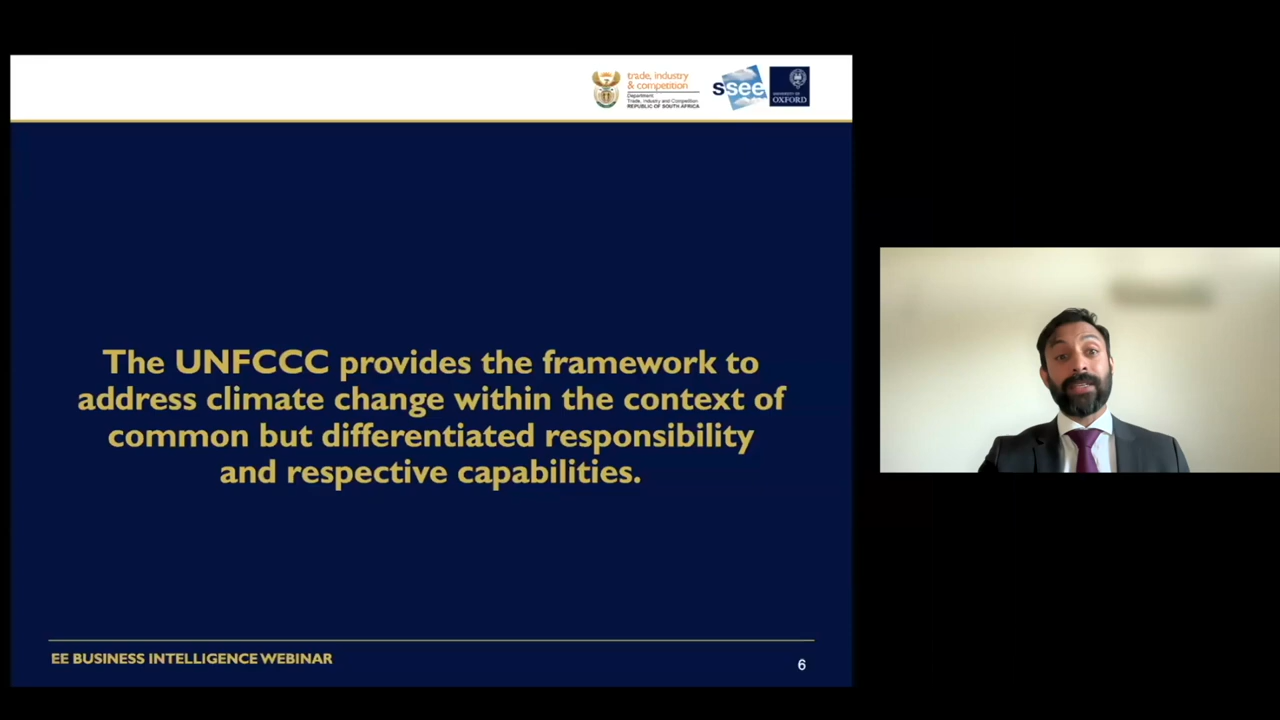 trade, industry
& competition
Department:
Trade, Industry and Competition
REPUBLIC OF SOUTH AFRICA
ssee
UNIVERSITY OF
OXFORD
The UNFCCC provides the framework to
address climate change within the context of
common but differentiated responsibility
and respective capabilities.
EE BUSINESS INTELLIGENCE WEBINAR
6